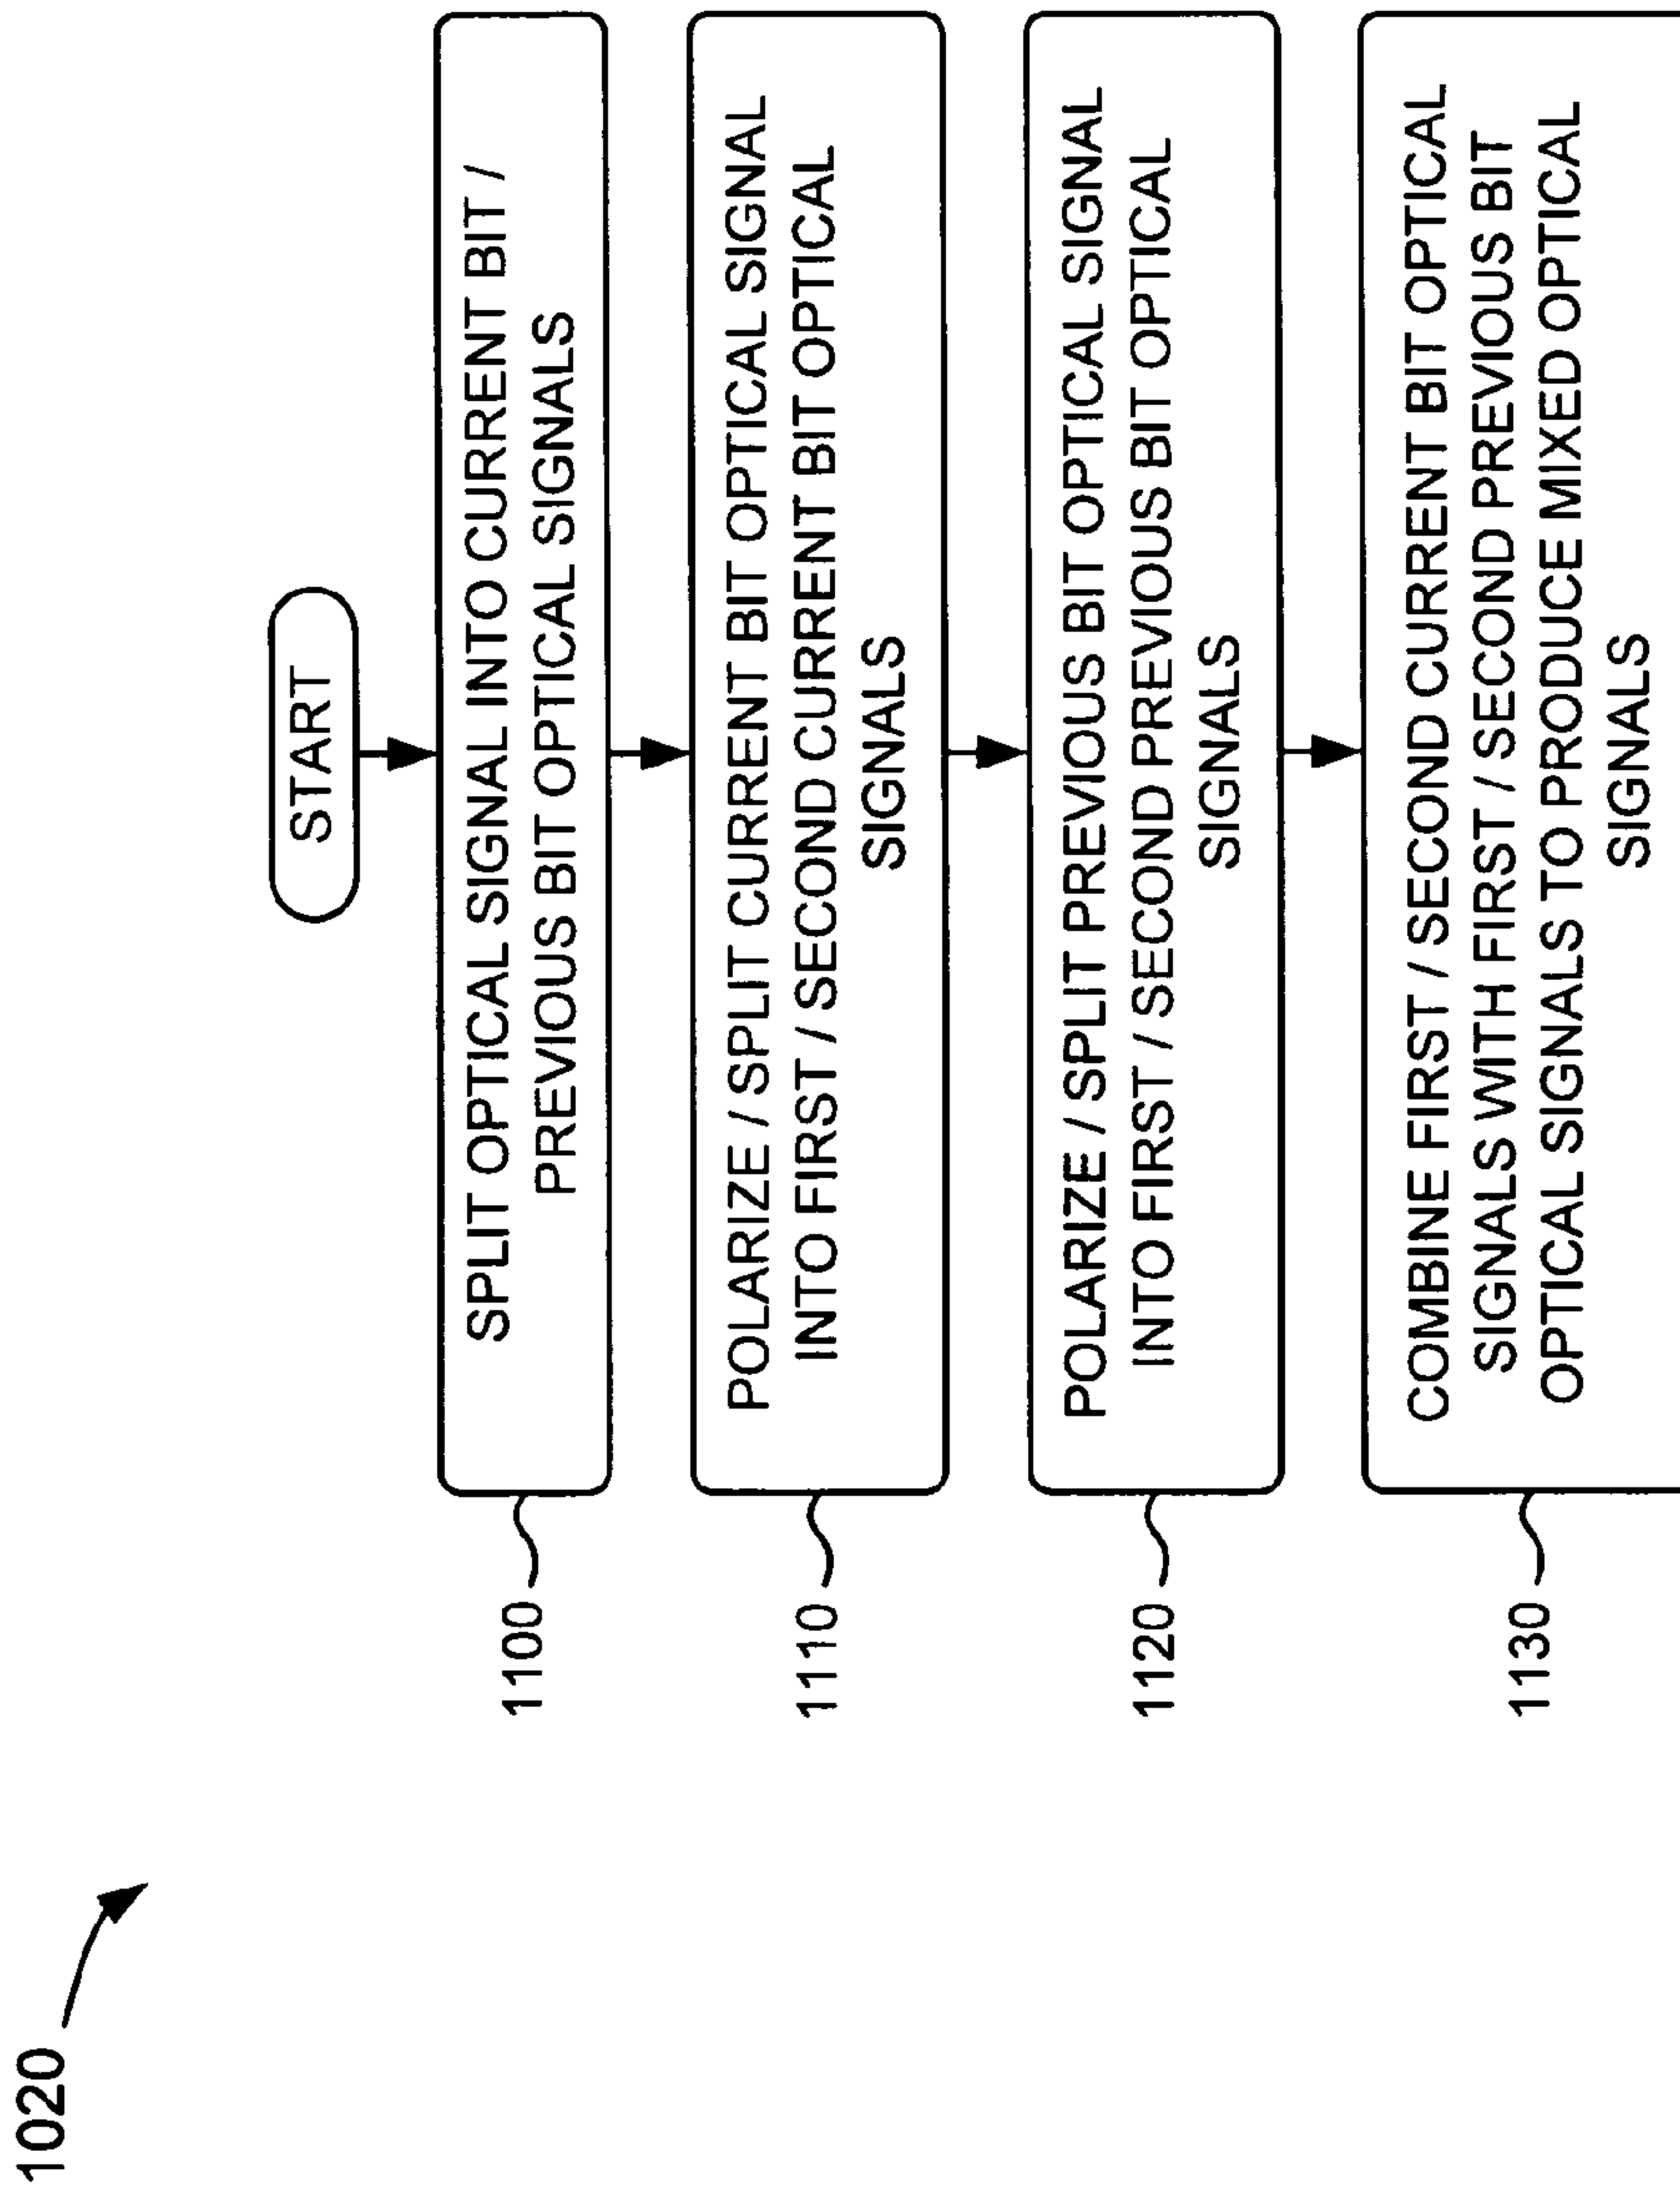 1020
START
1100
SPLIT OPTICAL SIGNAL INTO CURRENT BIT /
PREVIOUS BIT OPTICAL SIGNALS
1110
POLARIZE / SPLIT CURRENT BIT OPTICAL SIGNAL
INTO FIRST / SECOND CURRENT BIT OPTICAL
SIGNALS
1120
POLARIZE / SPLIT PREVIOUS BIT OPTICAL SIGNAL
INTO FIRST / SECOND PREVIOUS BIT OPTICAL
SIGNALS
1130
COMBINE FIRST / SECOND CURRENT BIT OPTICAL
SIGNALS WITH FIRST / SECOND PREVIOUS BIT
OPTICAL SIGNALS TO PRODUCE MIXED OPTICAL
SIGNALS